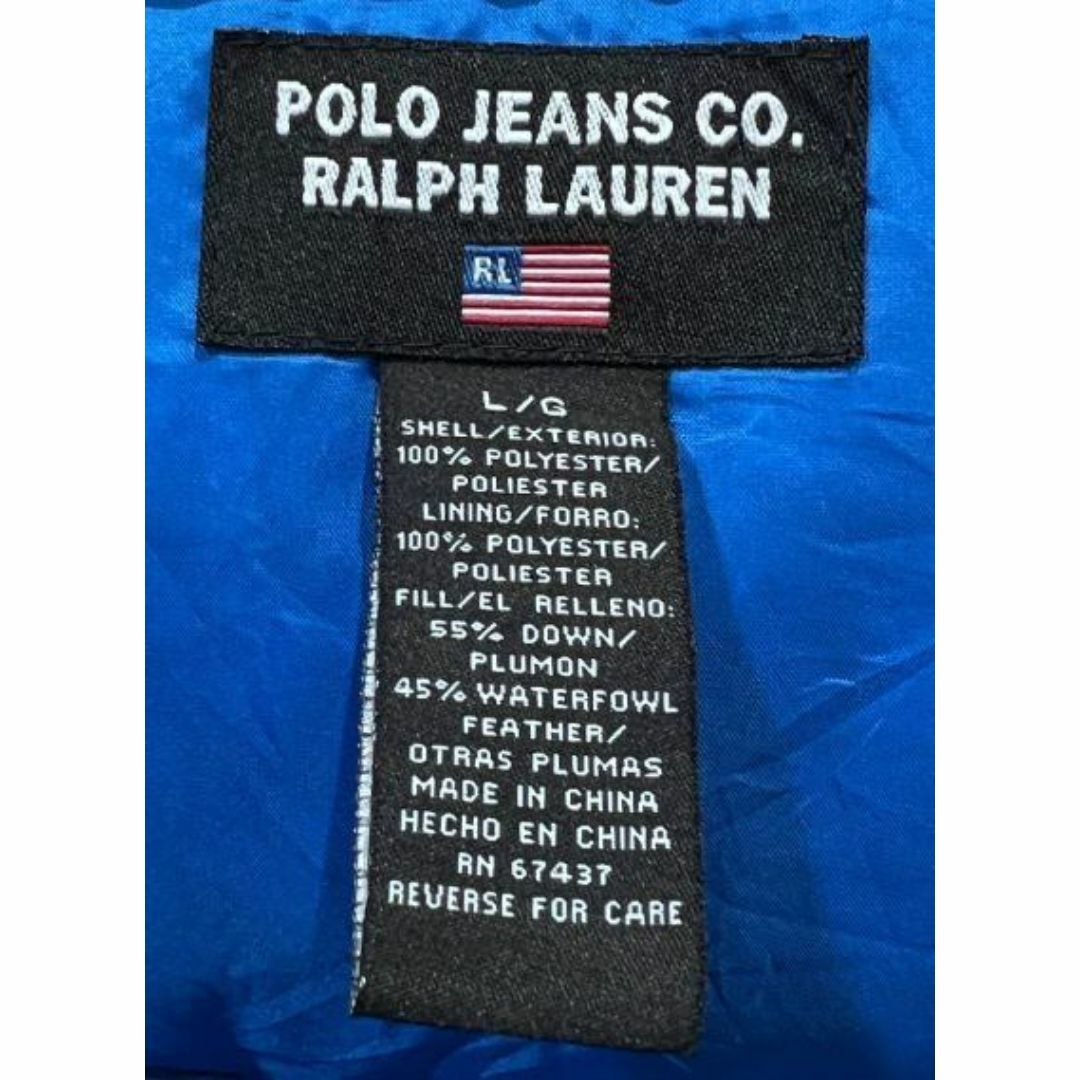 POLO JEANS CO.
RALPH LAUREN
RL
L/G
SHELL/EXTERIOR:
100% POLYESTER/
POLIESTER
LINING/FORRO:
100% POLYESTER/
POLIESTER
FILL/EL RELLENO:
55% DOWN/
PLUMON
45% WATERFOWL
FEATHER/
OTRAS PLUMAS
MADE IN CHINA
HECHO EN CHINA
RN 67437
REVERSE FOR CARE